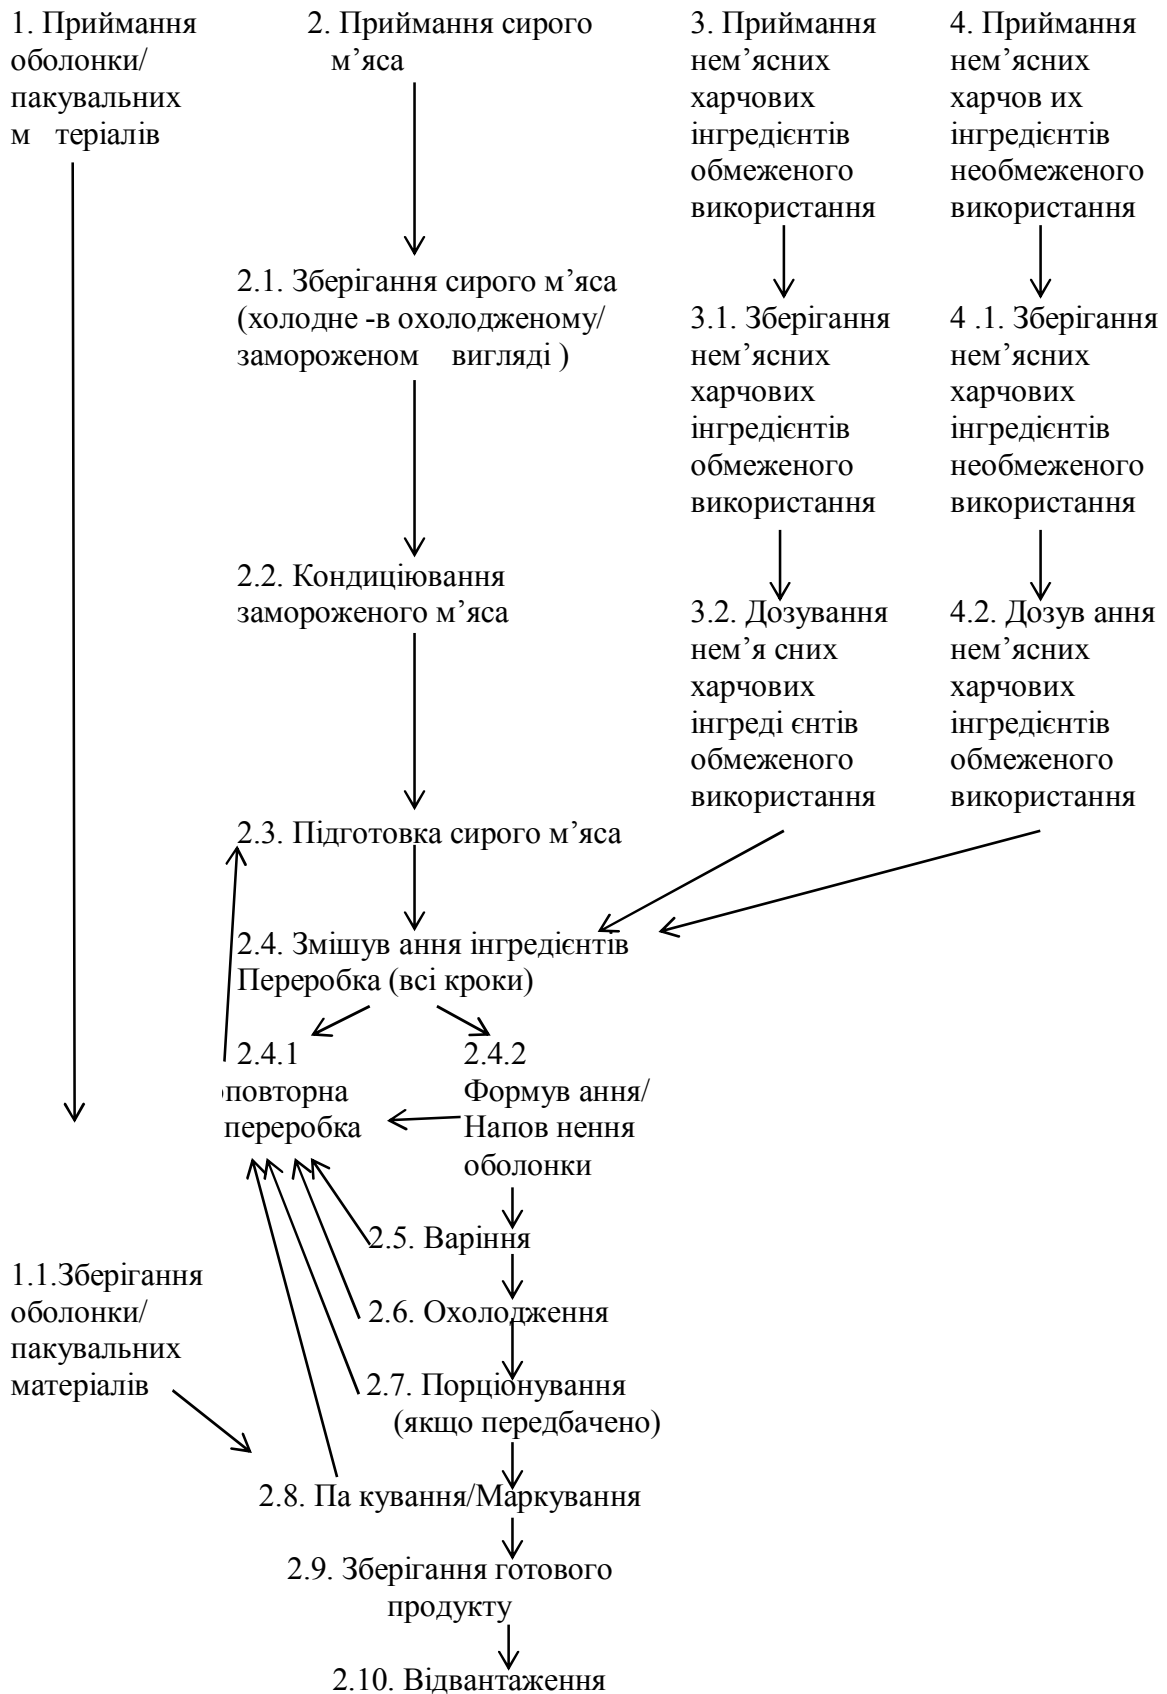 1. Приймання
оболонки/
пакувальних
м теріалів
2. Приймання сирого
м’яса
3. Приймання
нем’ясних
харчових
інгредієнтів
обмеженого
використання
4. Приймання
нем’ясних
харчов их
інгредієнтів
необмеженого
використання
2.1. Зберігання сирого м’яса
(холодне -в охолодженому/
замороженом вигляді )
3.1. Зберігання
нем’ясних
харчових
інгредієнтів
обмеженого
використання
4 .1. Зберігання
нем’ясних
харчових
інгредієнтів
необмеженого
використання
2.2. Кондиціювання
замороженого м’яса
3.2. Дозування
нем’я сних
харчових
інгреді єнтів
обмеженого
використання
4.2. Дозув ання
нем’ясних
харчових
інгредієнтів
обмеженого
використання
2.3. Підготовка сирого м’яса
2.4. Змішув ання інгредієнтів
Переробка (всі кроки)
2.4.1
повторна
переробка
2.4.2
Формув ання/
Напов нення
оболонки
2.5. Варіння
1.1.Зберігання
оболонки/
пакувальних
матеріалів
2.6. Охолодження
2.7. Порціонування
(якщо передбачено)
2.8. Па кування/Маркування
2.9. Зберігання готового
продукту
2.10. Відвантаження